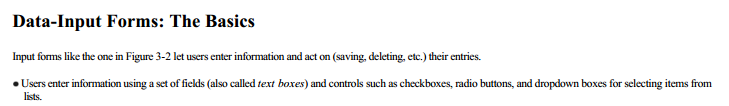 Data-Input Forms: The Basics
Input forms like the one in Figure 3-2 let users enter information and act on (saving, deleting, etc.) their entries.
● Users enter information using a set of fields (also called text boxes) and controls such as checkboxes, radio buttons, and dropdown boxes for selecting items from
lists.